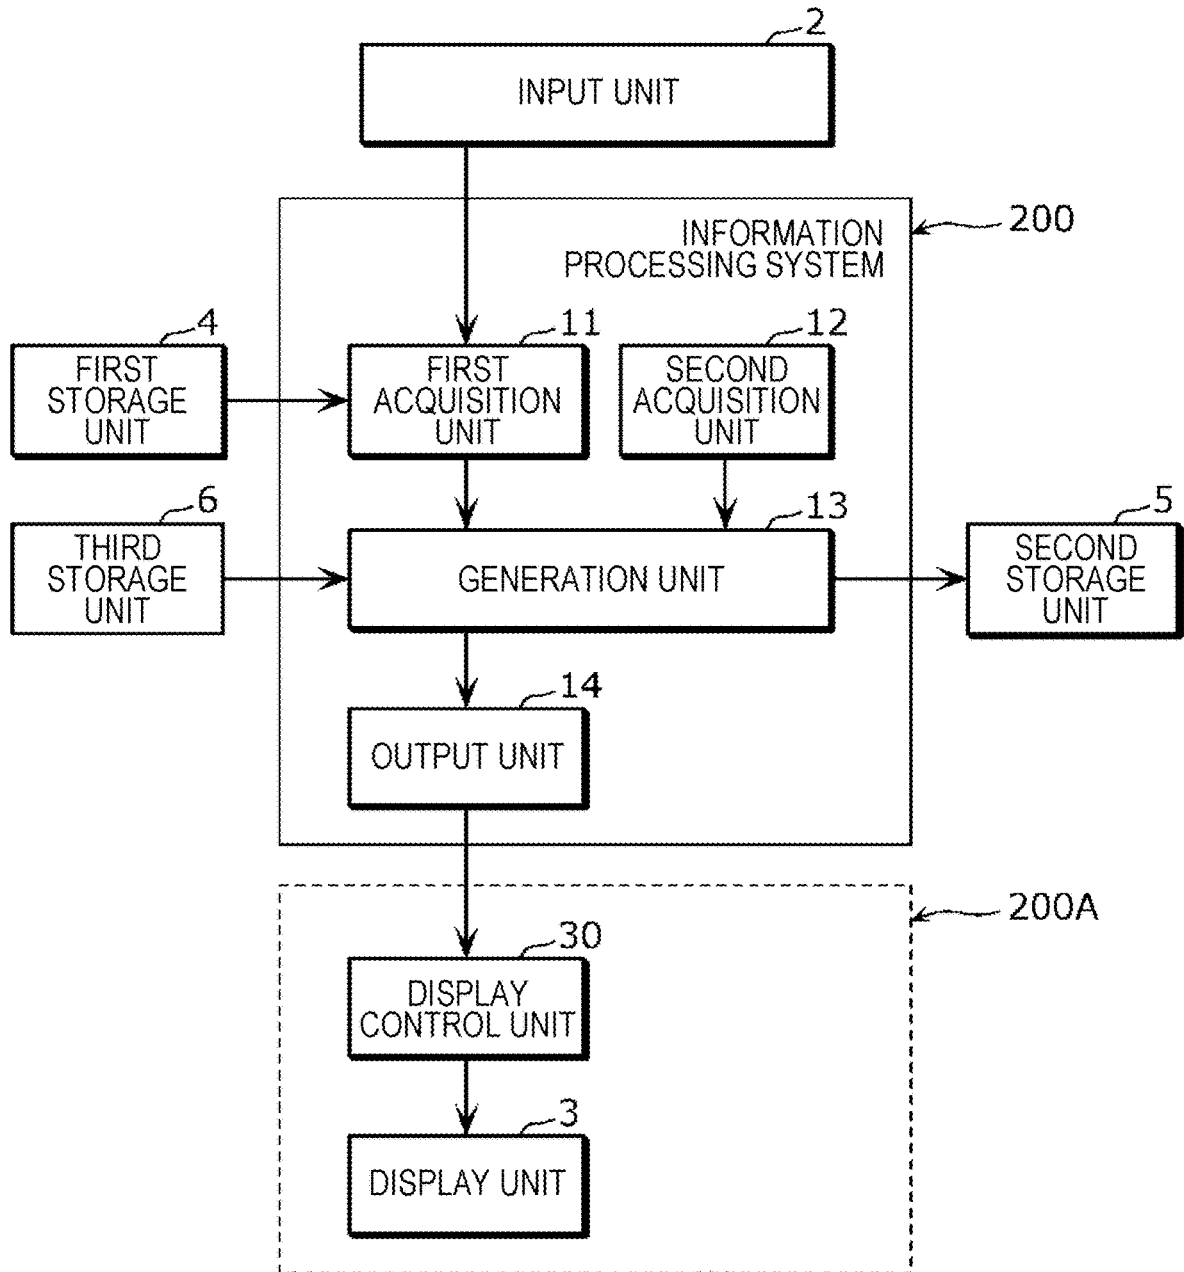 2
INPUT UNIT
200
INFORMATION
PROCESSING SYSTEM
4
FIRST
STORAGE
UNIT
11
FIRST
ACQUISITION
UNIT
12
SECOND
ACQUISITION
UNIT
6
THIRD
STORAGE
UNIT
13
GENERATION UNIT
5
SECOND
STORAGE
UNIT
14
OUTPUT UNIT
200A
30
DISPLAY
CONTROL UNIT
3
DISPLAY UNIT